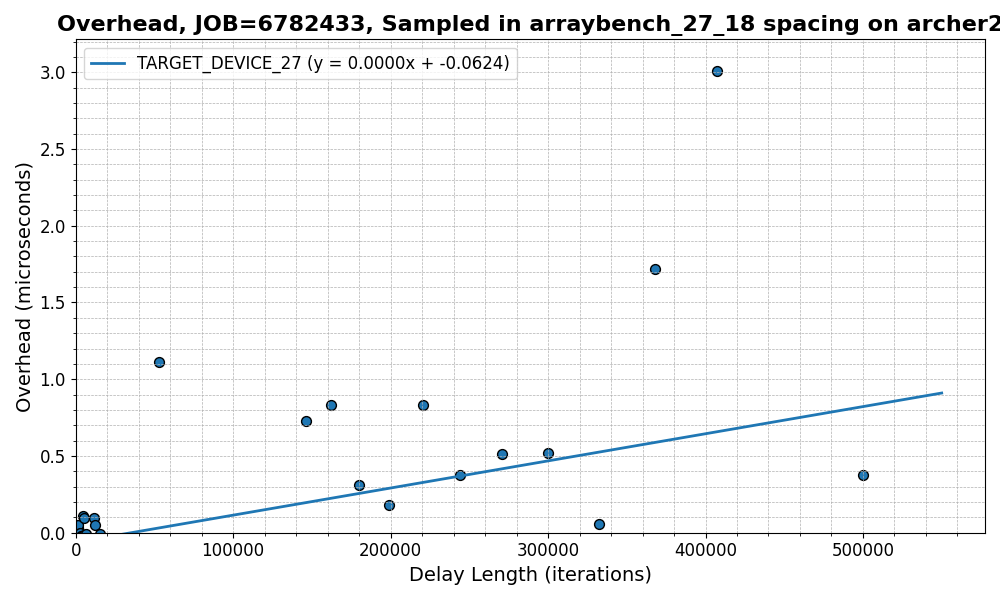 Overhead, JOB=6782433, Sampled in arraybench_27_18 spacing on archer2
TARGET_DEVICE_27 (y = 0.0000x + -0.0624)
Overhead (microseconds)
3.0
2.5
2.0
1.5
1.0
0.5
0.0
0 100000 200000 300000 400000 500000
Delay Length (iterations)